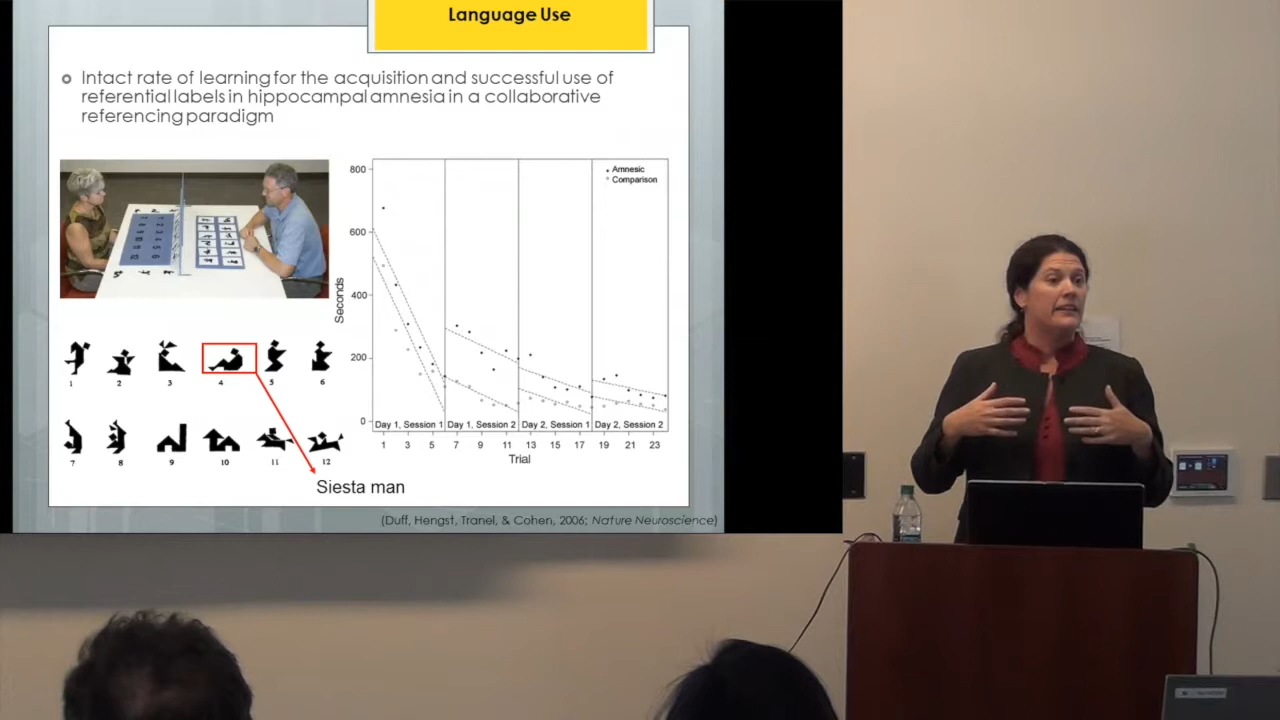 Language Use
Intact rate of learning for the acquisition and successful use of
referential labels in hippocampal amnesia in a collaborative
referencing paradigm
800
600
400
200
0
Seconds
Amnesic
Comparison
Day 1, Session 1
Day 1, Session 2
Day 2, Session 1
Day 2, Session 2
1 3 5 7 9 11 13 15 17 19 21 23
Trial
1 2 3 4 5 6
7 8 9 10 11 12
Siesta man
(Duff, Hengst, Tranel, & Cohen, 2006; Nature Neuroscience)